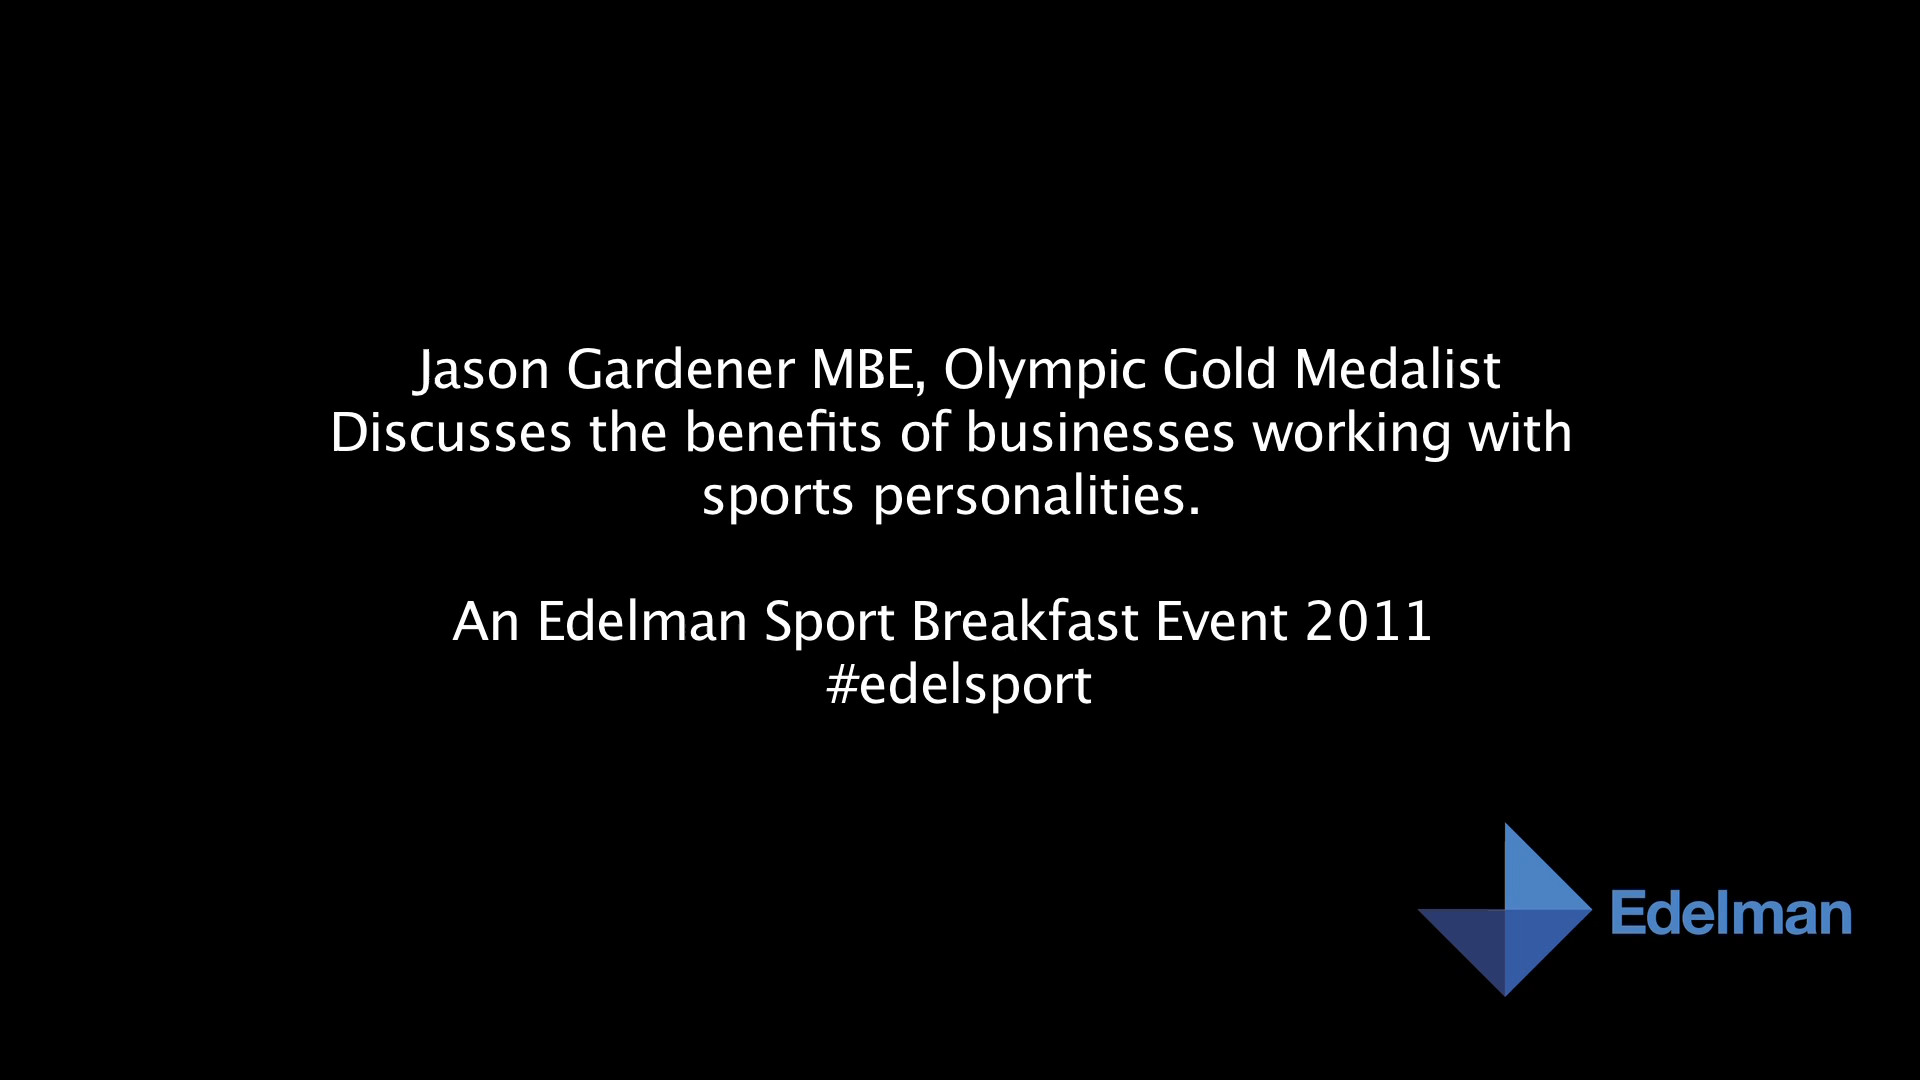 Jason Gardener MBE, Olympic Gold Medalist
Discusses the benefits of businesses working with
sports personalities.
An Edelman Sport Breakfast Event 2011
#edelsport
Edelman